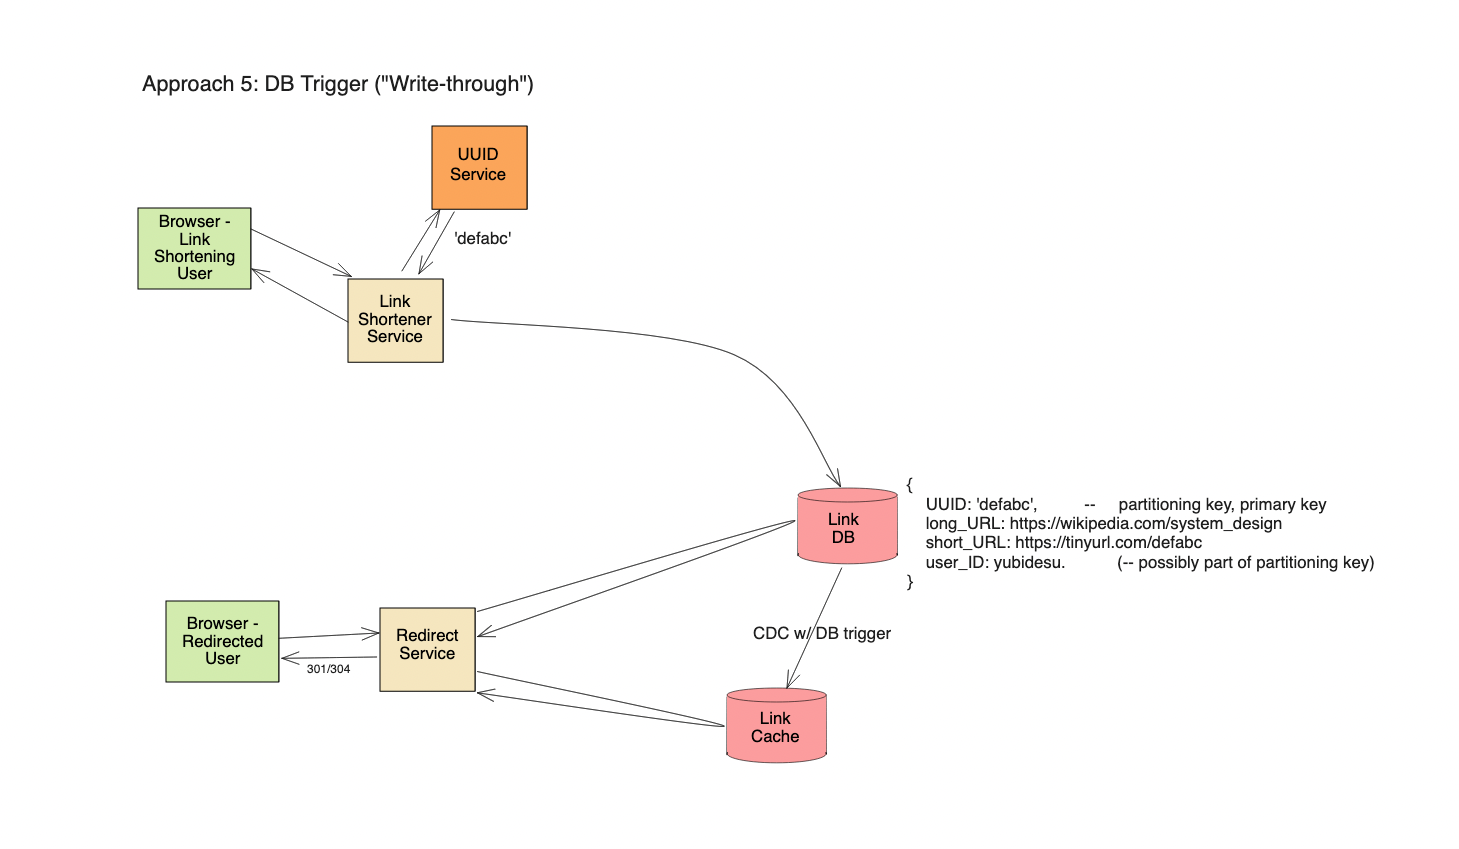 Approach 5: DB Trigger ("Write-through")
UUID
Service
Browser -
Link
Shortening
User
'defabc'
Link
Shortener
Service
Link
DB
{
UUID: 'defabc', -- partitioning key, primary key
long_URL: https://wikipedia.com/system_design
short_URL: https://tinyurl.com/defabc
user_ID: yubidesu. (-- possibly part of partitioning key)
}
Browser -
Redirected
User
301/304
Redirect
Service
CDC w/ DB trigger
Link
Cache